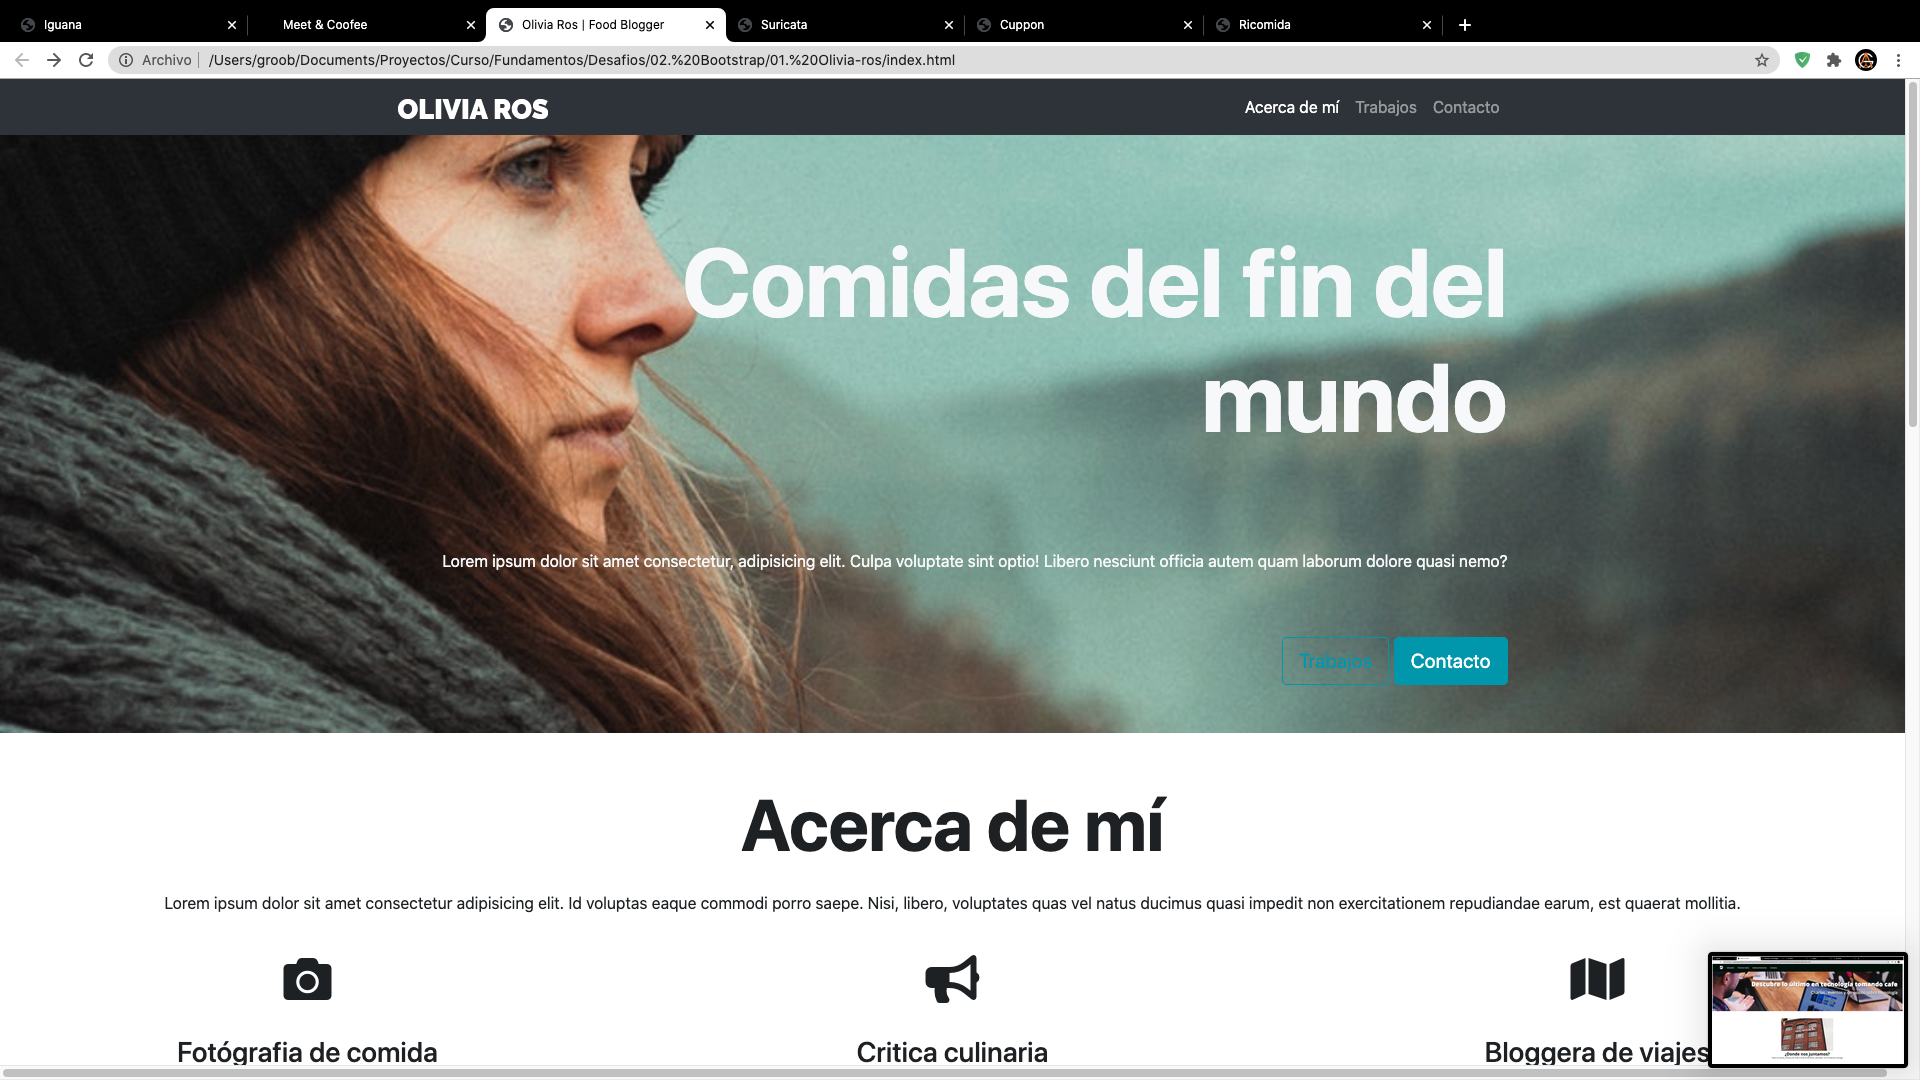 Iguana
Meet & Coofee
Olivia Ros | Food Blogger
Suricata
Cuppon
Ricomida
Archivo
/Users/groob/Documents/Proyectos/Curso/Fundamentos/Desafios/02.%20Bootstrap/01.%20Olivia-ros/index.html
OLIVIA ROS
Acerca de mí
Trabajos
Contacto
Comidas del fin del
mundo
Lorem ipsum dolor sit amet consectetur, adipisicing elit. Culpa voluptate sint optio! Libero nesciunt officia autem quam laborum dolore quasi nemo?
Trabajos
Contacto
Acerca de mí
Lorem ipsum dolor sit amet consectetur adipisicing elit. Id voluptas eaque commodi porro saepe. Nisi, libero, voluptates quas vel natus ducimus quasi impedit non exercitationem repudiandae earum, est quaerat mollitia.
Fotógrafia de comida
Critica culinaria
Bloggera de viajes
Descubre lo último en tecnología tomando cafe
¿Donde nos juntamos?